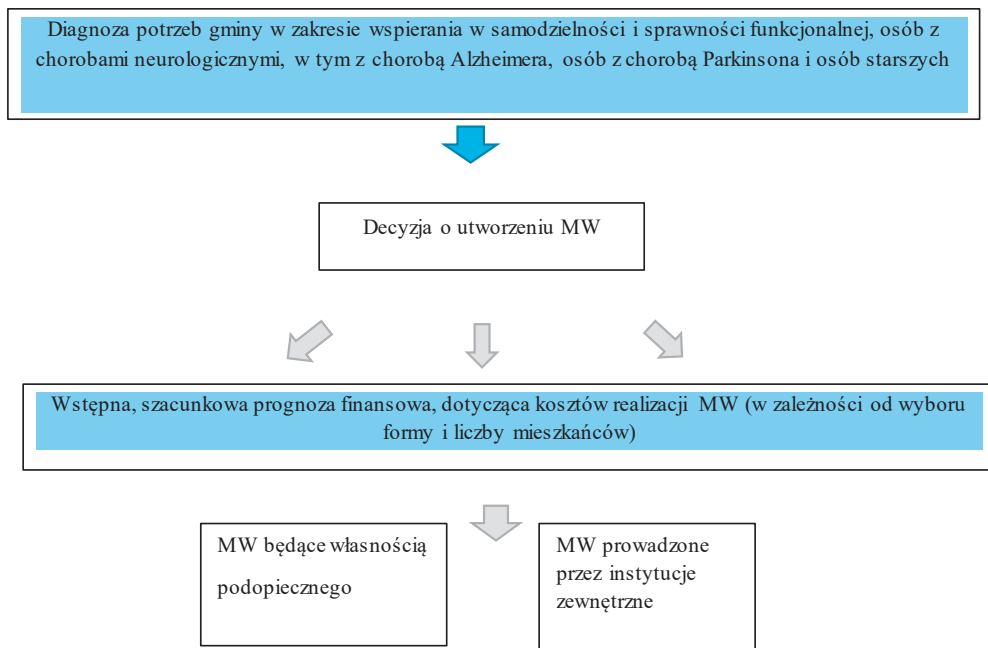 Diagnoza potrzeb gminy w zakresie wspierania w samodzielności i sprawności funkcjonalnej, osób z
chorobami neurologicznymi, w tym z chorobą Alzheimera, osób z chorobą Parkinsona i osób starszych
Decyzja o utworzeniu MW
Wstępna, szacunkowa prognoza finansowa, dotycząca kosztów realizacji MW (w zależności od wyboru
formy i liczby mieszkańców)
MW będące własnością
podopiecznego
MW prowadzone
przez instytucje
zewnętrzne